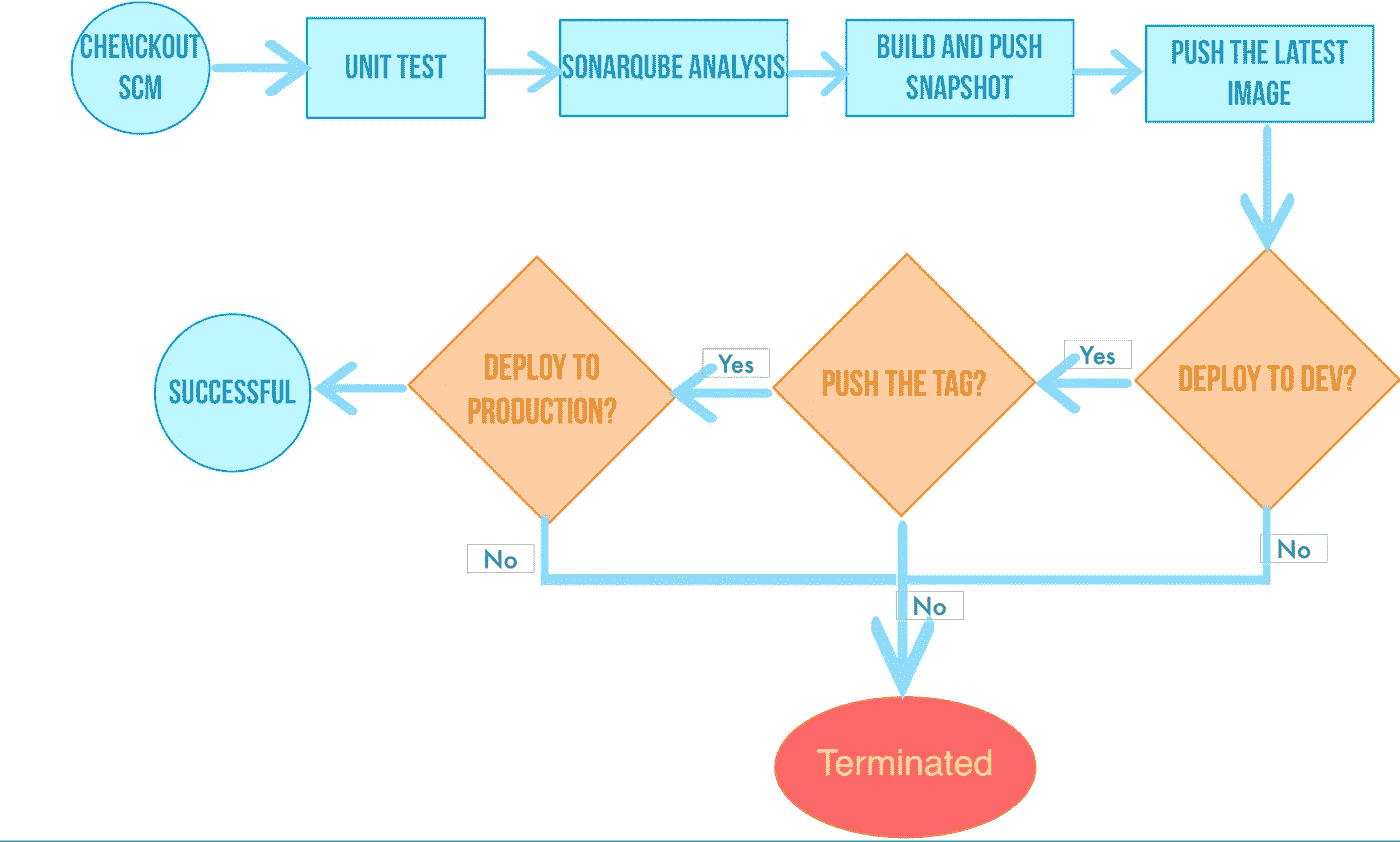 CHENCKOUT
SCM
UNIT TEST
SONARQUBE ANALYSIS
BUILD AND PUSH
SNAPSHOT
PUSH THE LATEST
IMAGE
SUCCESSFUL
DEPLOY TO
PRODUCTION?
Yes
PUSH THE TAG?
Yes
DEPLOY TO DEV?
No
No
No
Terminated